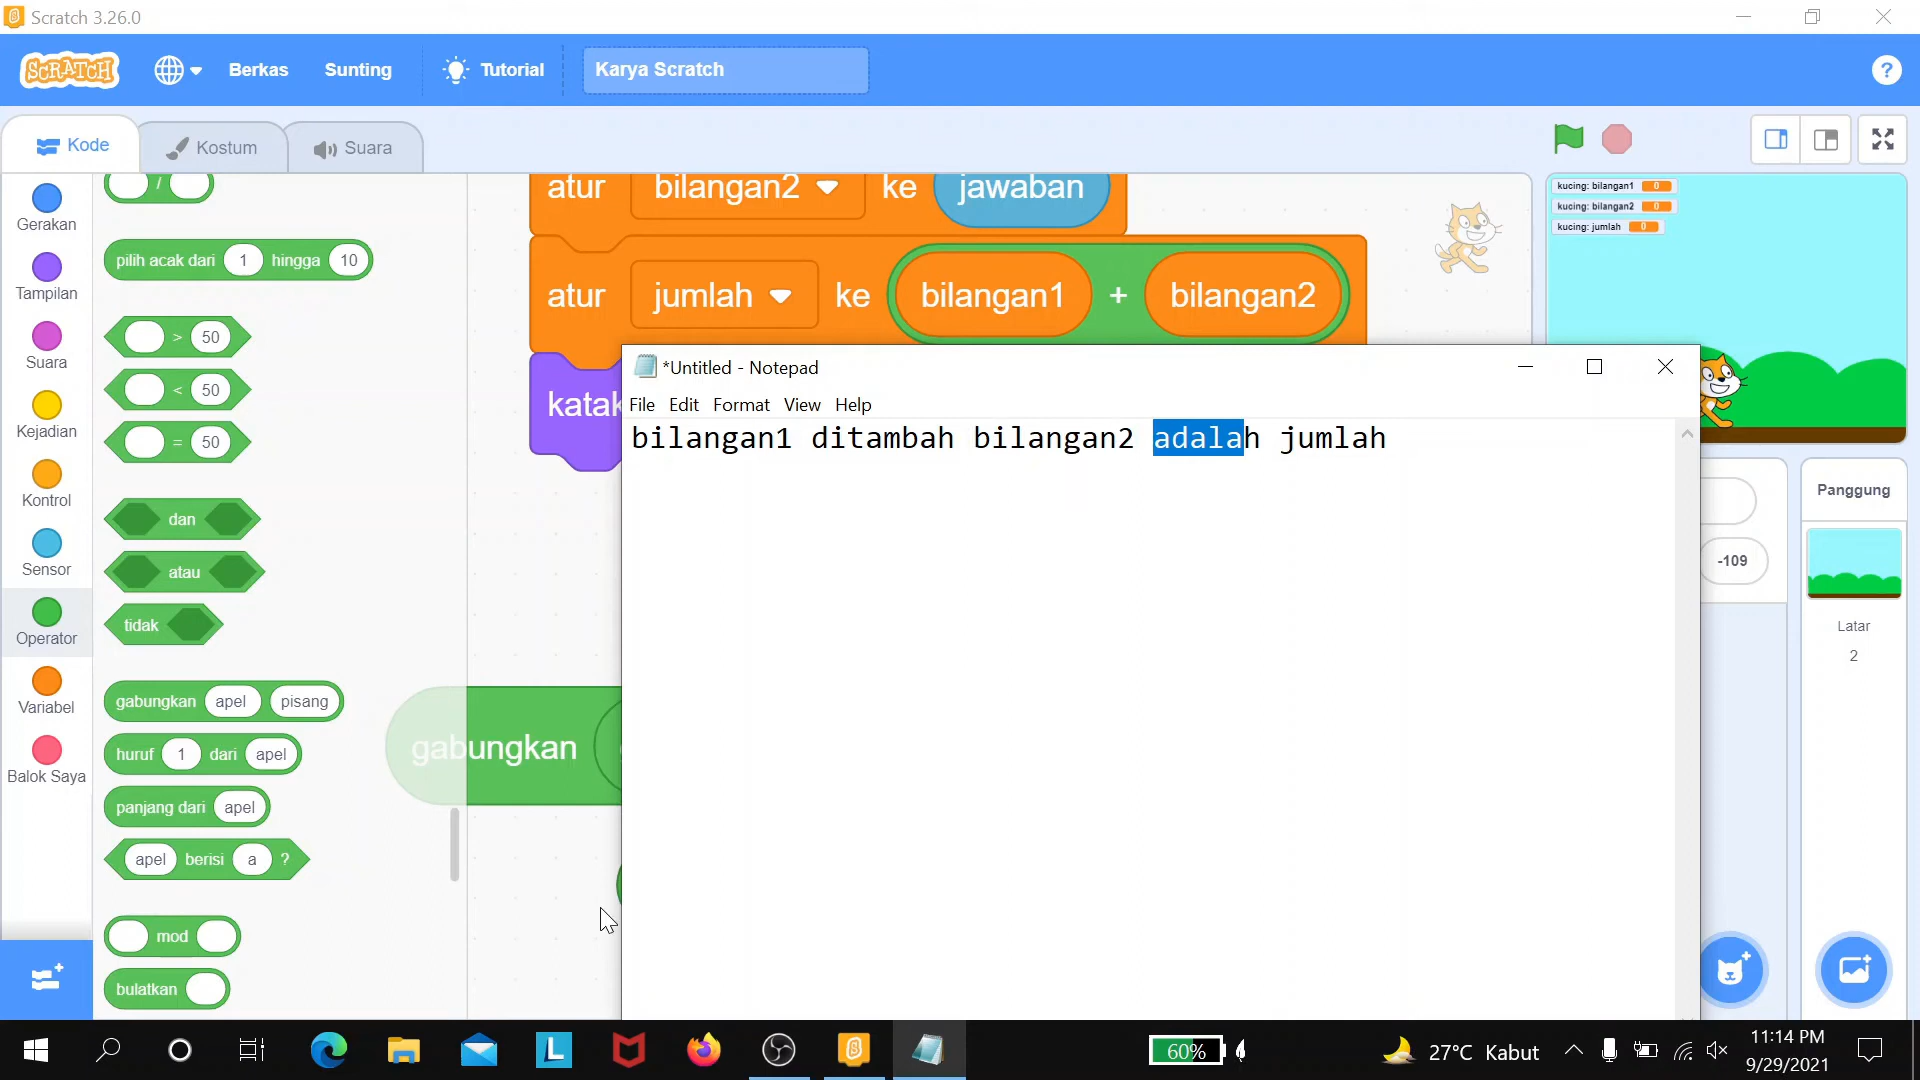 Scratch 3.26.0
SCRATCH
Berkas
Sunting
Tutorial
Karya Scratch
?
Kode
Kostum
Suara
Gerakan
Tampilan
Suara
Kejadian
Kontrol
Sensor
Operator
Variabel
Balok Saya
/
pilih acak dari 1 hingga 10
> 50
< 50
= 50
dan
atau
tidak
gabungkan apel pisang
huruf 1 dari apel
panjang dari apel
apel berisi a ?
mod
bulatkan
atur bilangan2 ke jawaban
atur jumlah ke bilangan1 + bilangan2
gabungkan
*Untitled - Notepad
File Edit Format View Help
bilangan1 ditambah bilangan2 adalah jumlah
kucing: bilangan1 0
kucing: bilangan2 0
kucing: jumlah 0
-109
Panggung
Latar
2
60%
27°C Kabut
11:14 PM
9/29/2021